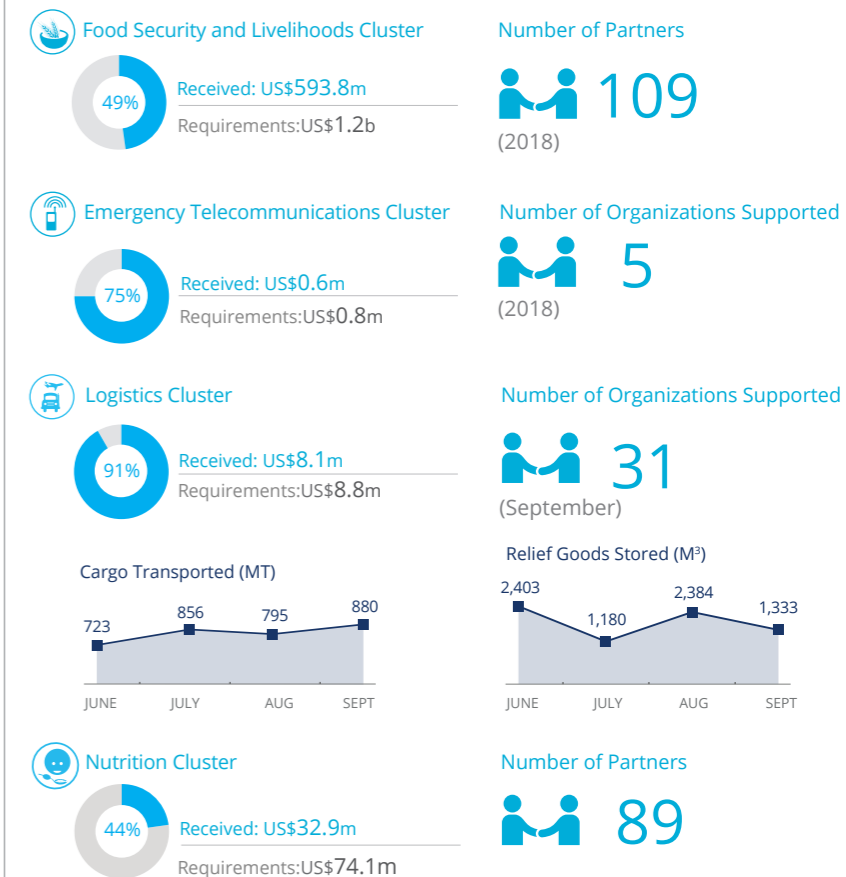 Food Security and Livelihoods Cluster
Number of Partners
49%
Received: US$593.8m
Requirements:US$1.2b
109
(2018)
Emergency Telecommunications Cluster
Number of Organizations Supported
75%
Received: US$0.6m
Requirements:US$0.8m
5
(2018)
Logistics Cluster
Number of Organizations Supported
91%
Received: US$8.1m
Requirements:US$8.8m
31
(September)
Cargo Transported (MT)
723
856
795
880
JUNE JULY AUG SEPT
Relief Goods Stored (M³)
2,403
1,180
2,384
1,333
JUNE JULY AUG SEPT
Nutrition Cluster
Number of Partners
44%
Received: US$32.9m
Requirements:US$74.1m
89